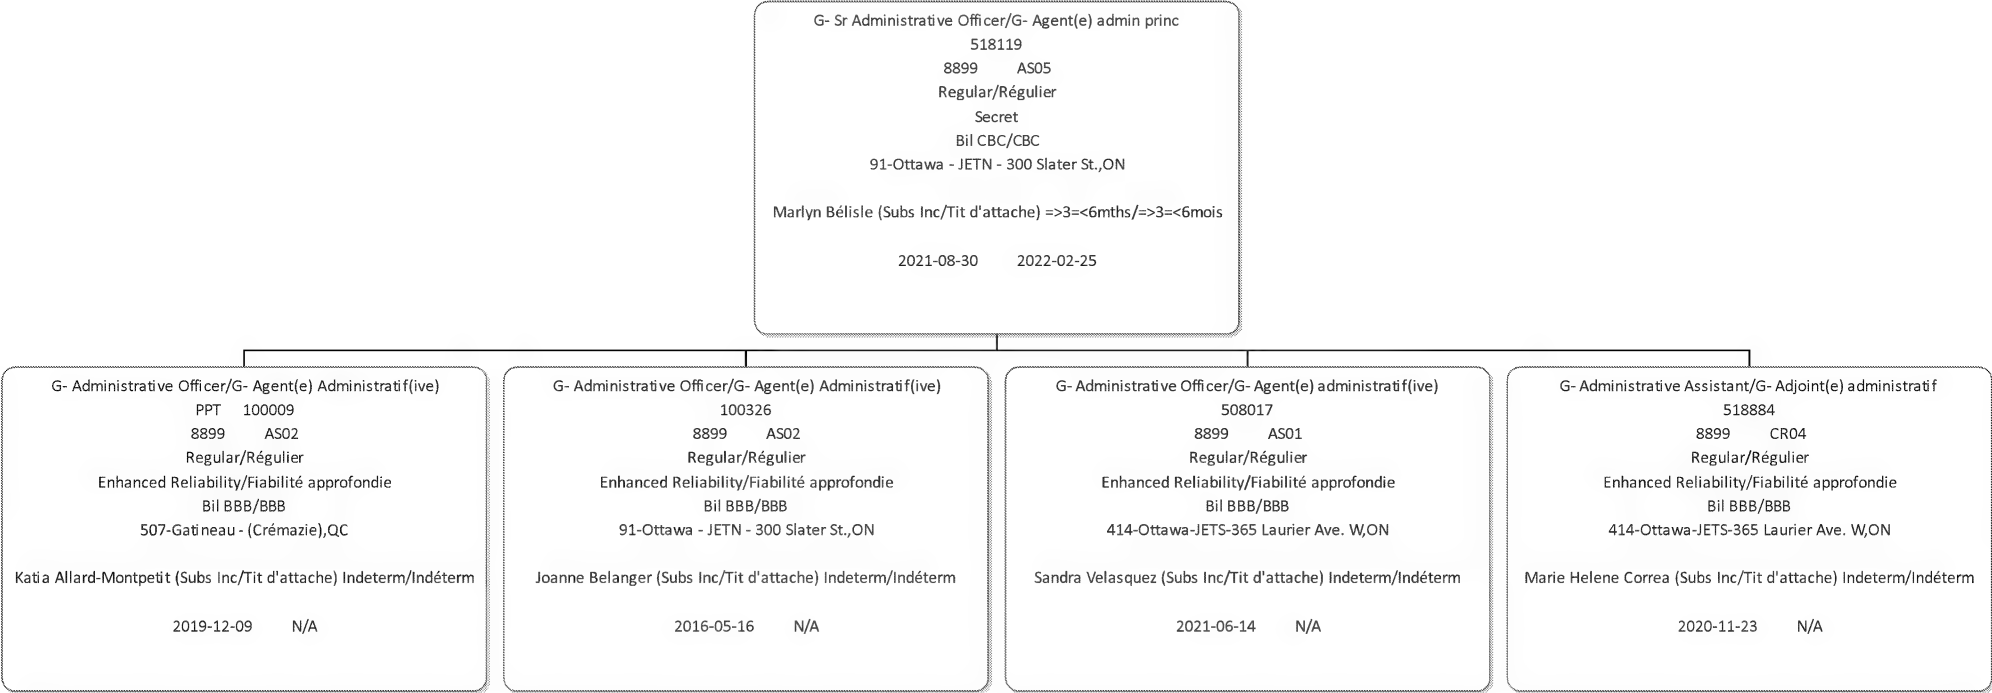 G- Sr Administrative Officer/G- Agent(e) admin princ
518119
8899 AS05
Regular/Régulier
Secret
Bil CBC/CBC
91-Ottawa - JETN - 300 Slater St.,ON
Marlyn Bélisle (Subs Inc/Tit d'attache) =>3=<6mths/=>3=<6mois
2021-08-30 2022-02-25
G- Administrative Officer/G- Agent(e) Administratif(ive)
PPT 100009
8899 AS02
Regular/Régulier
Enhanced Reliability/Fiabilité approfondie
Bil BBB/BBB
507-Gatineau - (Crémazie),QC
Katia Allard-Montpetit (Subs Inc/Tit d'attache) Indeterm/Indéterm
2019-12-09 N/A
G- Administrative Officer/G- Agent(e) Administratif(ive)
100326
8899 AS02
Regular/Régulier
Enhanced Reliability/Fiabilité approfondie
Bil BBB/BBB
91-Ottawa - JETN - 300 Slater St.,ON
Joanne Belanger (Subs Inc/Tit d'attache) Indeterm/Indéterm
2016-05-16 N/A
G- Administrative Officer/G- Agent(e) administratif(ive)
508017
8899 AS01
Regular/Régulier
Enhanced Reliability/Fiabilité approfondie
Bil BBB/BBB
414-Ottawa-JETS-365 Laurier Ave. W,ON
Sandra Velasquez (Subs Inc/Tit d'attache) Indeterm/Indéterm
2021-06-14 N/A
G- Administrative Assistant/G- Adjoint(e) administratif
518884
8899 CR04
Regular/Régulier
Enhanced Reliability/Fiabilité approfondie
Bil BBB/BBB
414-Ottawa-JETS-365 Laurier Ave. W,ON
Marie Helene Correa (Subs Inc/Tit d'attache) Indeterm/Indéterm
2020-11-23 N/A